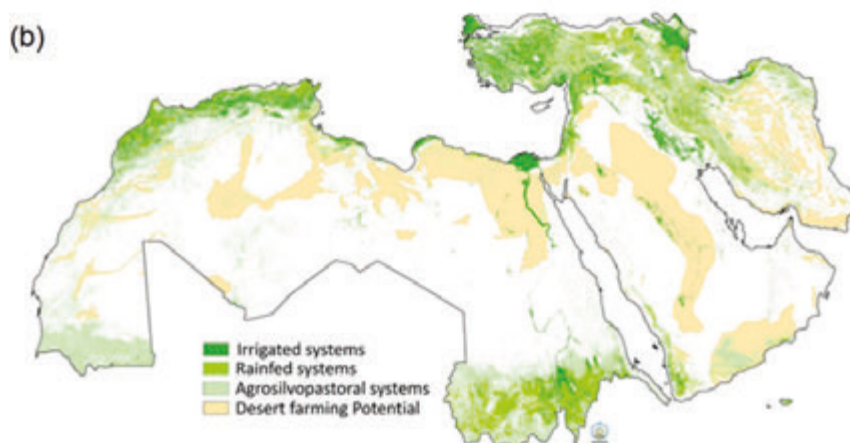 (b)
Irrigated systems
Rainfed systems
Agrosilvopastoral systems
Desert farming Potential